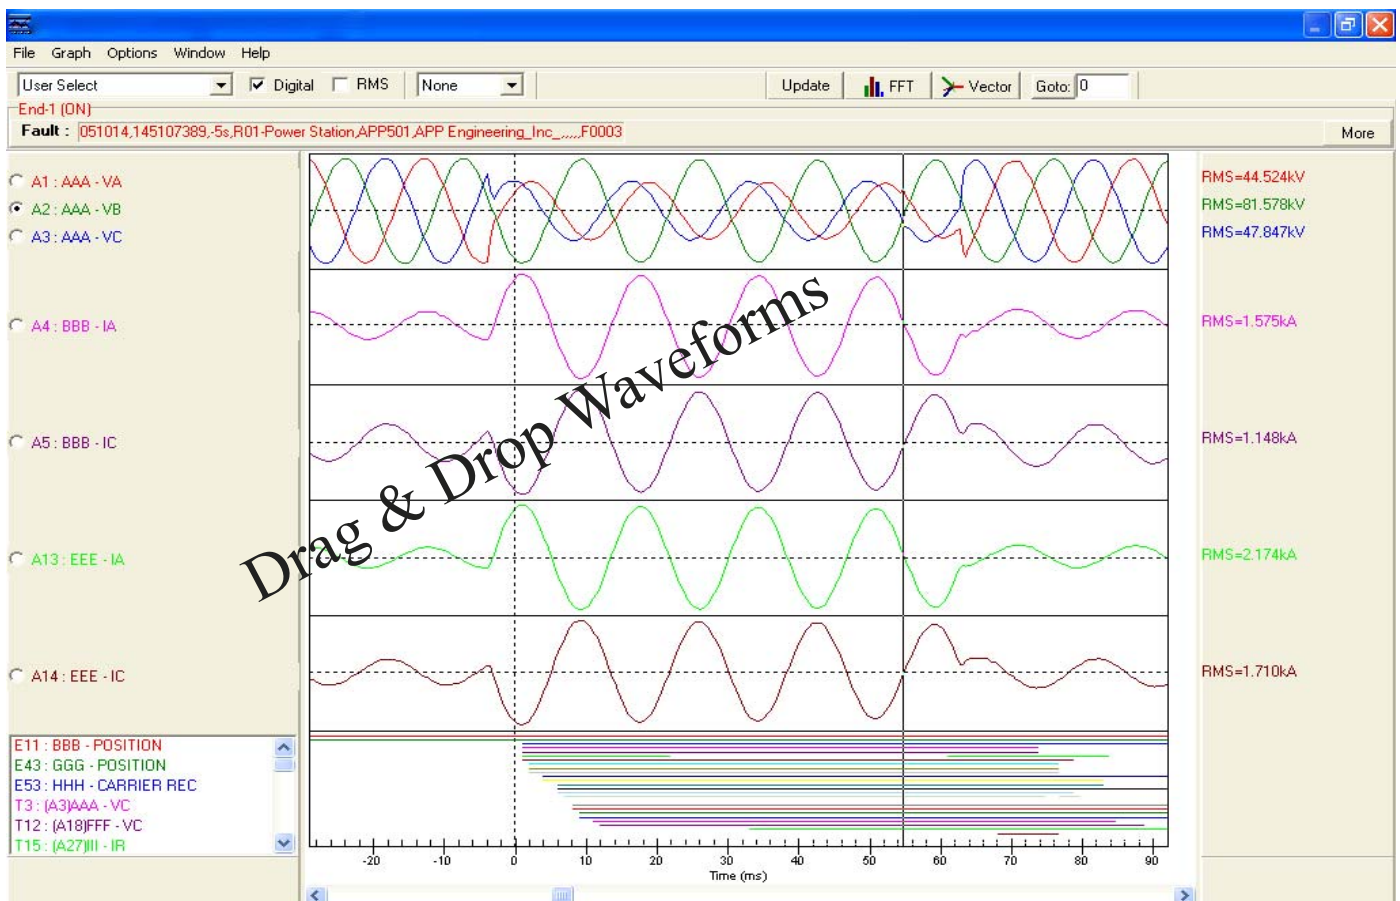 File Graph Options Window Help
User Select Digital RMS None Update FFT Vector Goto: 0
End-1 (ON)
Fault : 051014,145107389,-5s,R01-Power Station,APP501,APP Engineering_Inc_,,,,,F0003 More
A1 : AAA - VA RMS=44.524kV
A2 : AAA - VB RMS=81.578kV
A3 : AAA - VC RMS=47.847kV
A4 : BBB - IA RMS=1.575kA
A5 : BBB - IC RMS=1.148kA
Drag & Drop Waveforms
A13 : EEE - IA RMS=2.174kA
A14 : EEE - IC RMS=1.710kA
E11 : BBB - POSITION
E43 : GGG - POSITION
E53 : HHH - CARRIER REC
T3 : (A3)AAA - VC
T12 : (A18)FFF - VC
T15 : (A27)III - IR
-20 -10 0 10 20 30 40 50 60 70 80 90
Time (ms)